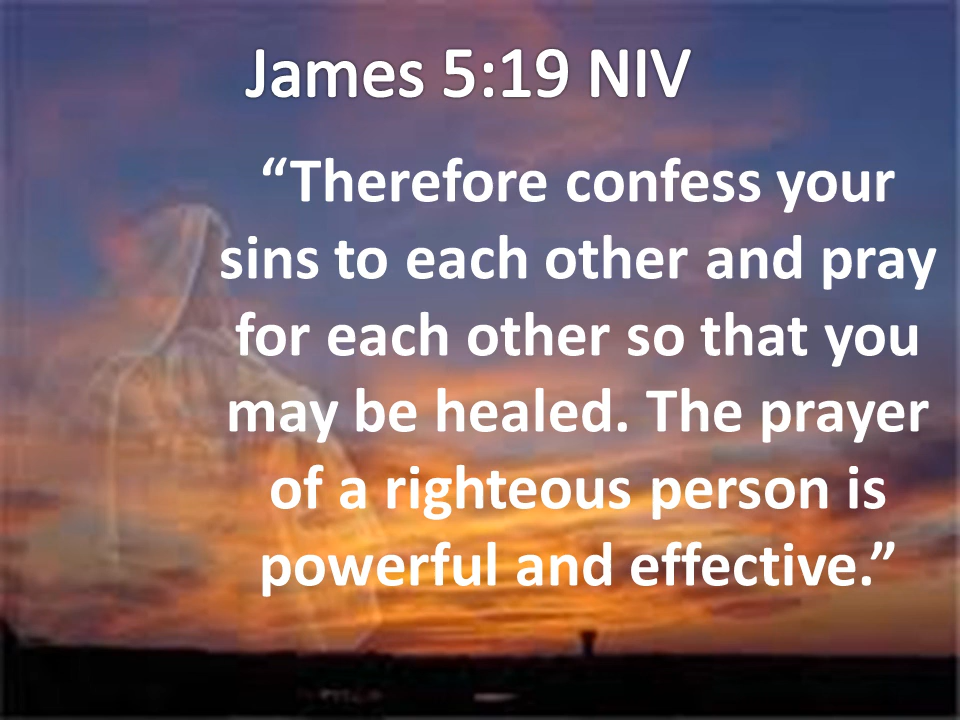 James 5:19 NIV
“Therefore confess your
sins to each other and pray
for each other so that you
may be healed. The prayer
of a righteous person is
powerful and effective.”